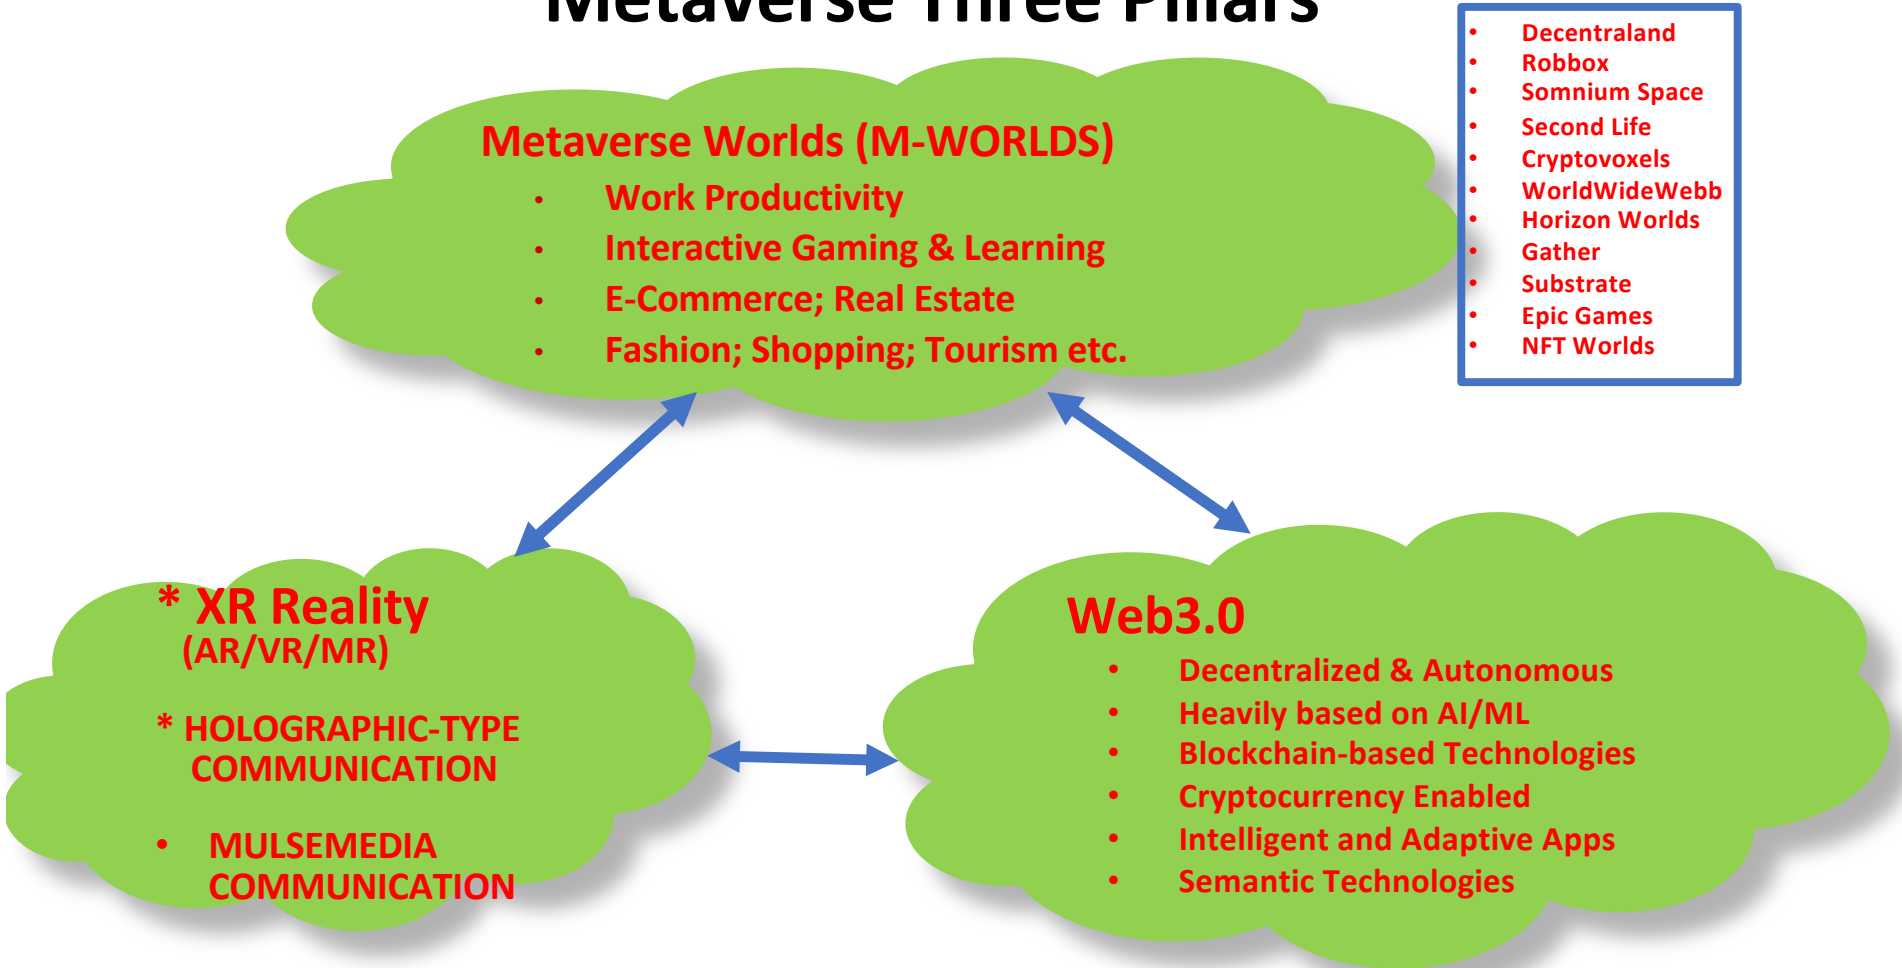 Metaverse Three Pillars
• Decentraland
• Robbox
• Somnium Space
• Second Life
• Cryptovoxels
• WorldWideWebb
• Horizon Worlds
• Gather
• Substrate
• Epic Games
• NFT Worlds
Metaverse Worlds (M-WORLDS)
• Work Productivity
• Interactive Gaming & Learning
• E-Commerce; Real Estate
• Fashion; Shopping; Tourism etc.
* XR Reality
(AR/VR/MR)
* HOLOGRAPHIC-TYPE
COMMUNICATION
• MULSEMEDIA
COMMUNICATION
Web3.0
• Decentralized & Autonomous
• Heavily based on AI/ML
• Blockchain-based Technologies
• Cryptocurrency Enabled
• Intelligent and Adaptive Apps
• Semantic Technologies